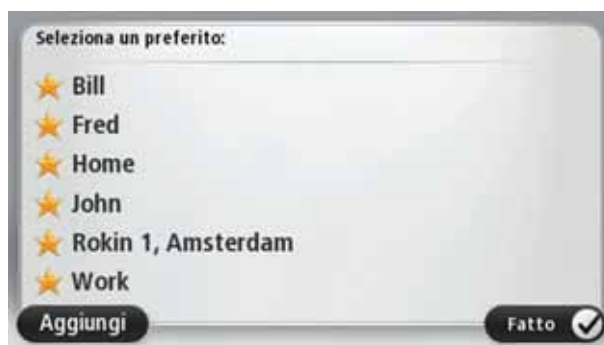 Seleziona un preferito:
Bill
Fred
Home
John
Rokin 1, Amsterdam
Work
Aggiungi
Fatto